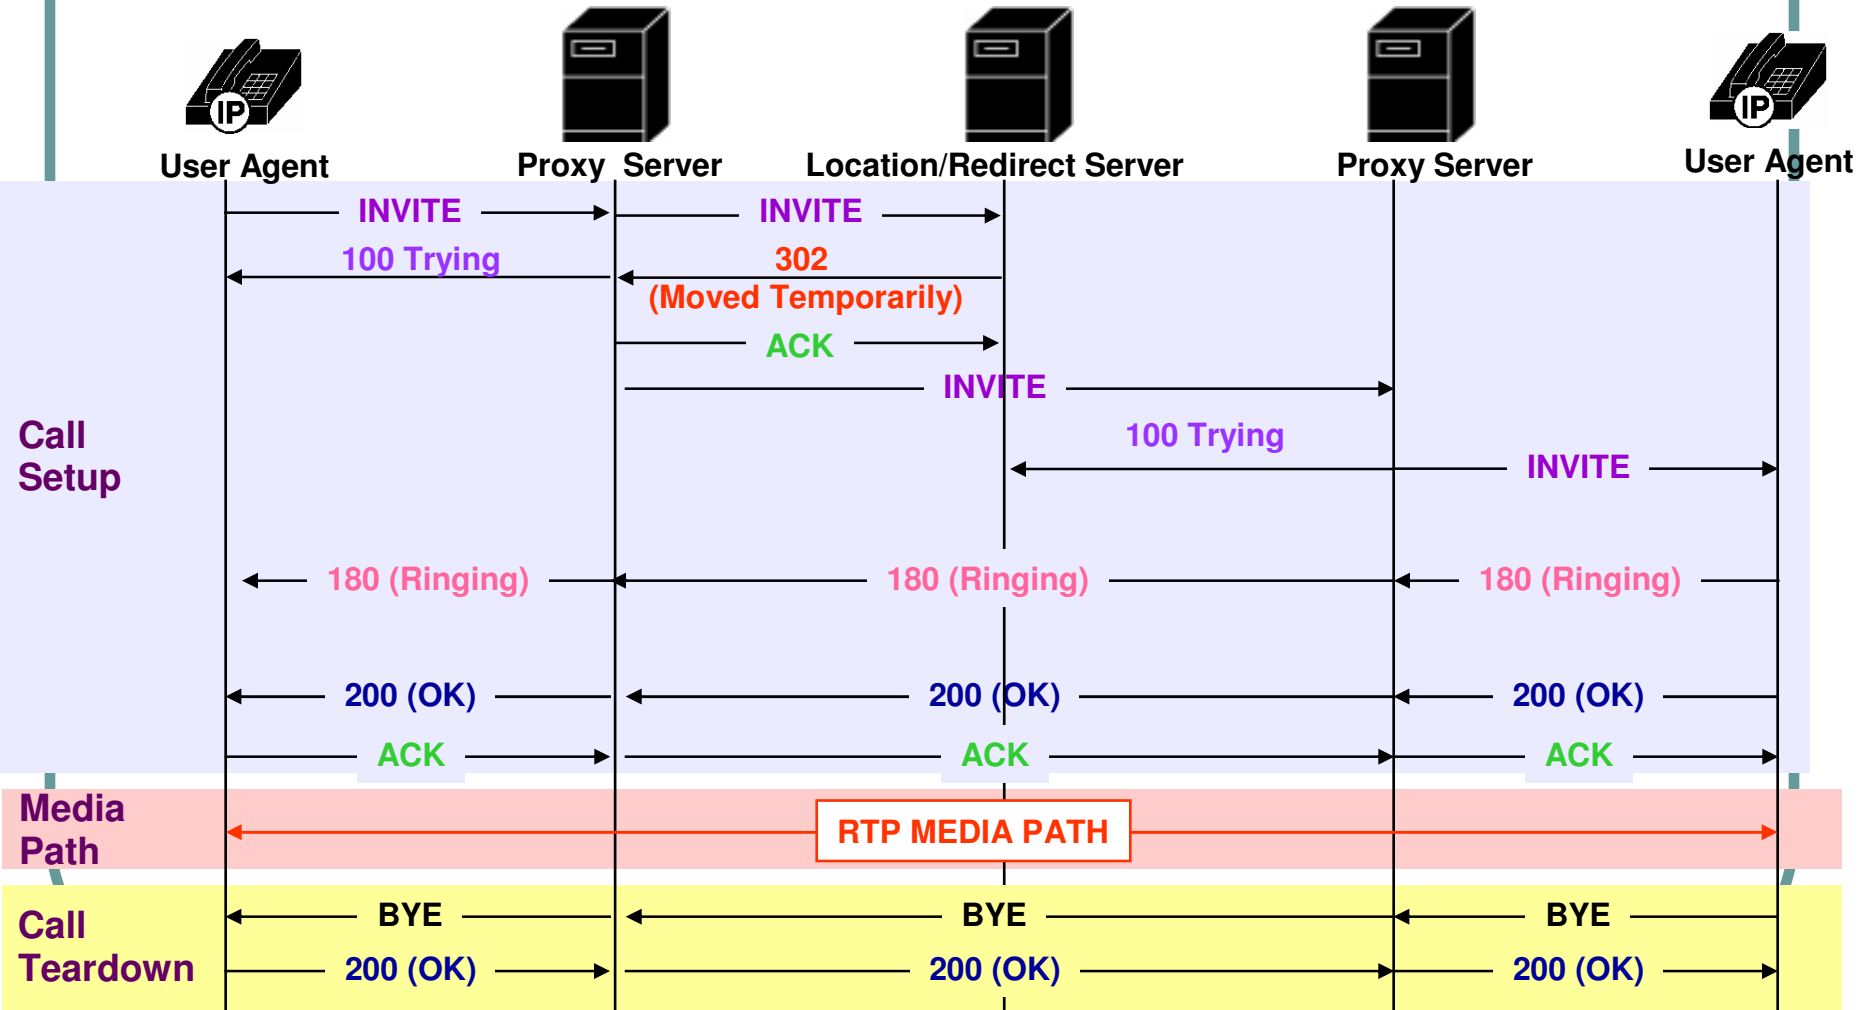 IP
IP
User Agent
Proxy Server
Location/Redirect Server
Proxy Server
User Agent
INVITE
INVITE
100 Trying
302
(Moved Temporarily)
ACK
INVITE
Call
Setup
100 Trying
INVITE
180 (Ringing)
180 (Ringing)
180 (Ringing)
200 (OK)
200 (OK)
200 (OK)
ACK
ACK
ACK
Media
Path
RTP MEDIA PATH
Call
Teardown
BYE
BYE
BYE
200 (OK)
200 (OK)
200 (OK)